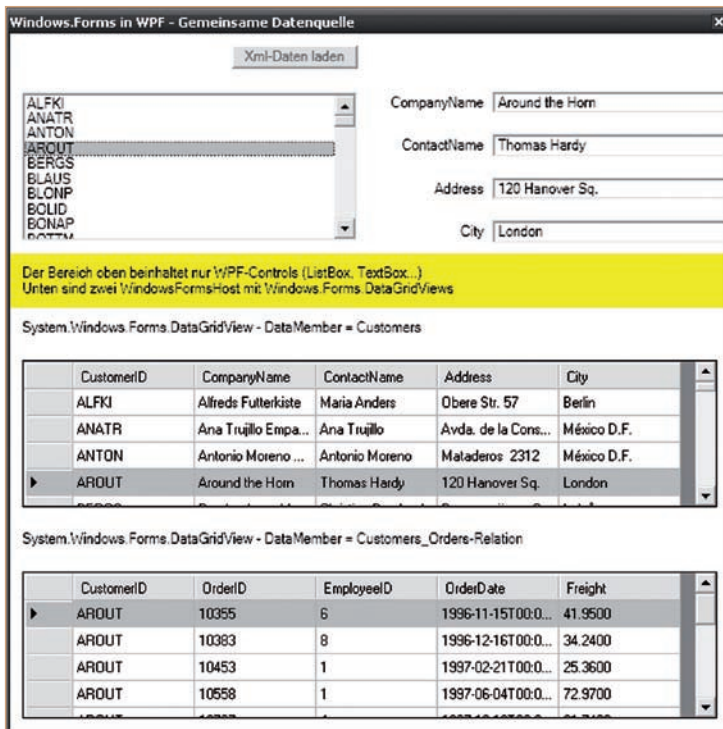 Windows.Forms in WPF - Gemeinsame Datenquelle
Xml-Daten laden
ALFKI
ANATR
ANTON
AROUT
BERGS
BLAUS
BLONP
BOLID
BONAP
BOTTM
CompanyName Around the Horn
ContactName Thomas Hardy
Address 120 Hanover Sq.
City London
Der Bereich oben beinhaltet nur WPF-Controls (ListBox, TextBox...)
Unten sind zwei WindowsFormsHost mit Windows.Forms.DataGridViews
System.Windows.Forms.DataGridView - DataMember = Customers
CustomerID CompanyName ContactName Address City
ALFKI Alfreds Futterkiste Maria Anders Obere Str. 57 Berlin
ANATR Ana Trujillo Empa... Ana Trujillo Avda. de la Cons... México D.F.
ANTON Antonio Moreno ... Antonio Moreno Mataderos 2312 México D.F.
AROUT Around the Horn Thomas Hardy 120 Hanover Sq. London
System.Windows.Forms.DataGridView - DataMember = Customers_Orders-Relation
CustomerID OrderID EmployeeID OrderDate Freight
AROUT 10355 6 1996-11-15T00:0... 41.9500
AROUT 10383 8 1996-12-16T00:0... 34.2400
AROUT 10453 1 1997-02-21T00:0... 25.3600
AROUT 10558 1 1997-06-04T00:0... 72.9700